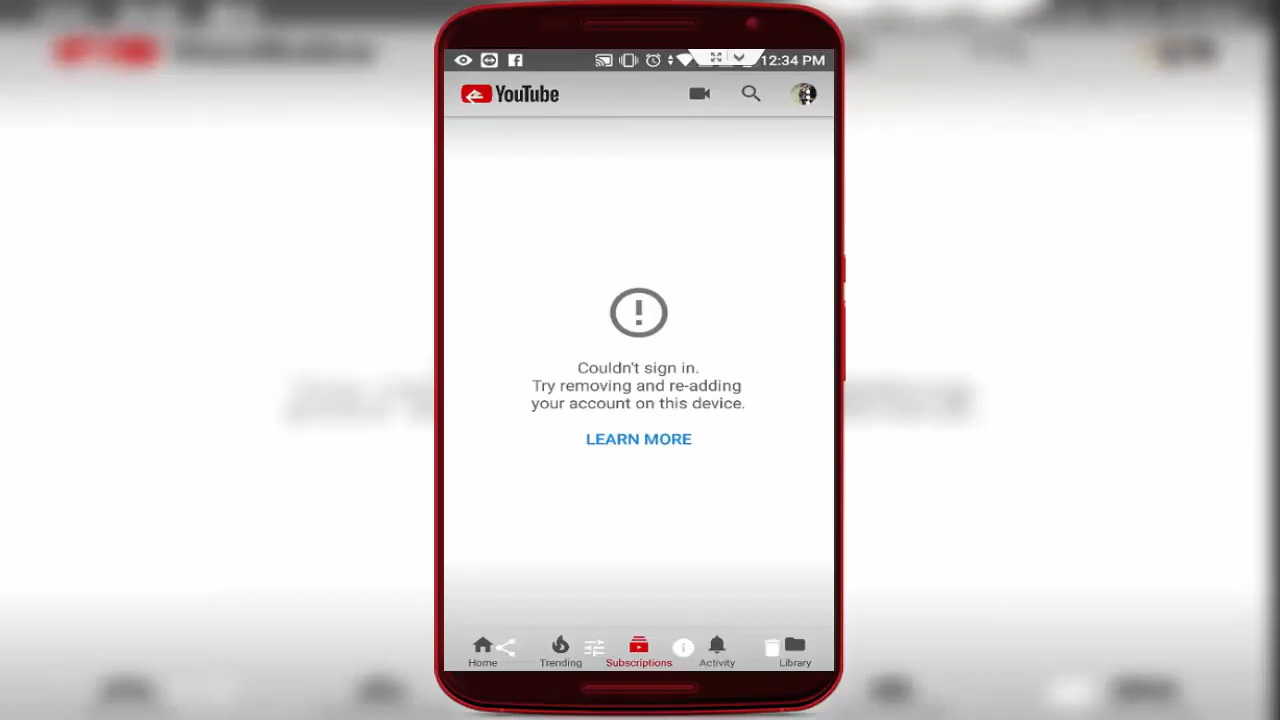 12:34 PM
YouTube
Couldn't sign in.
Try removing and re-adding
your account on this device.
LEARN MORE
Home
Trending
Subscriptions
Activity
Library